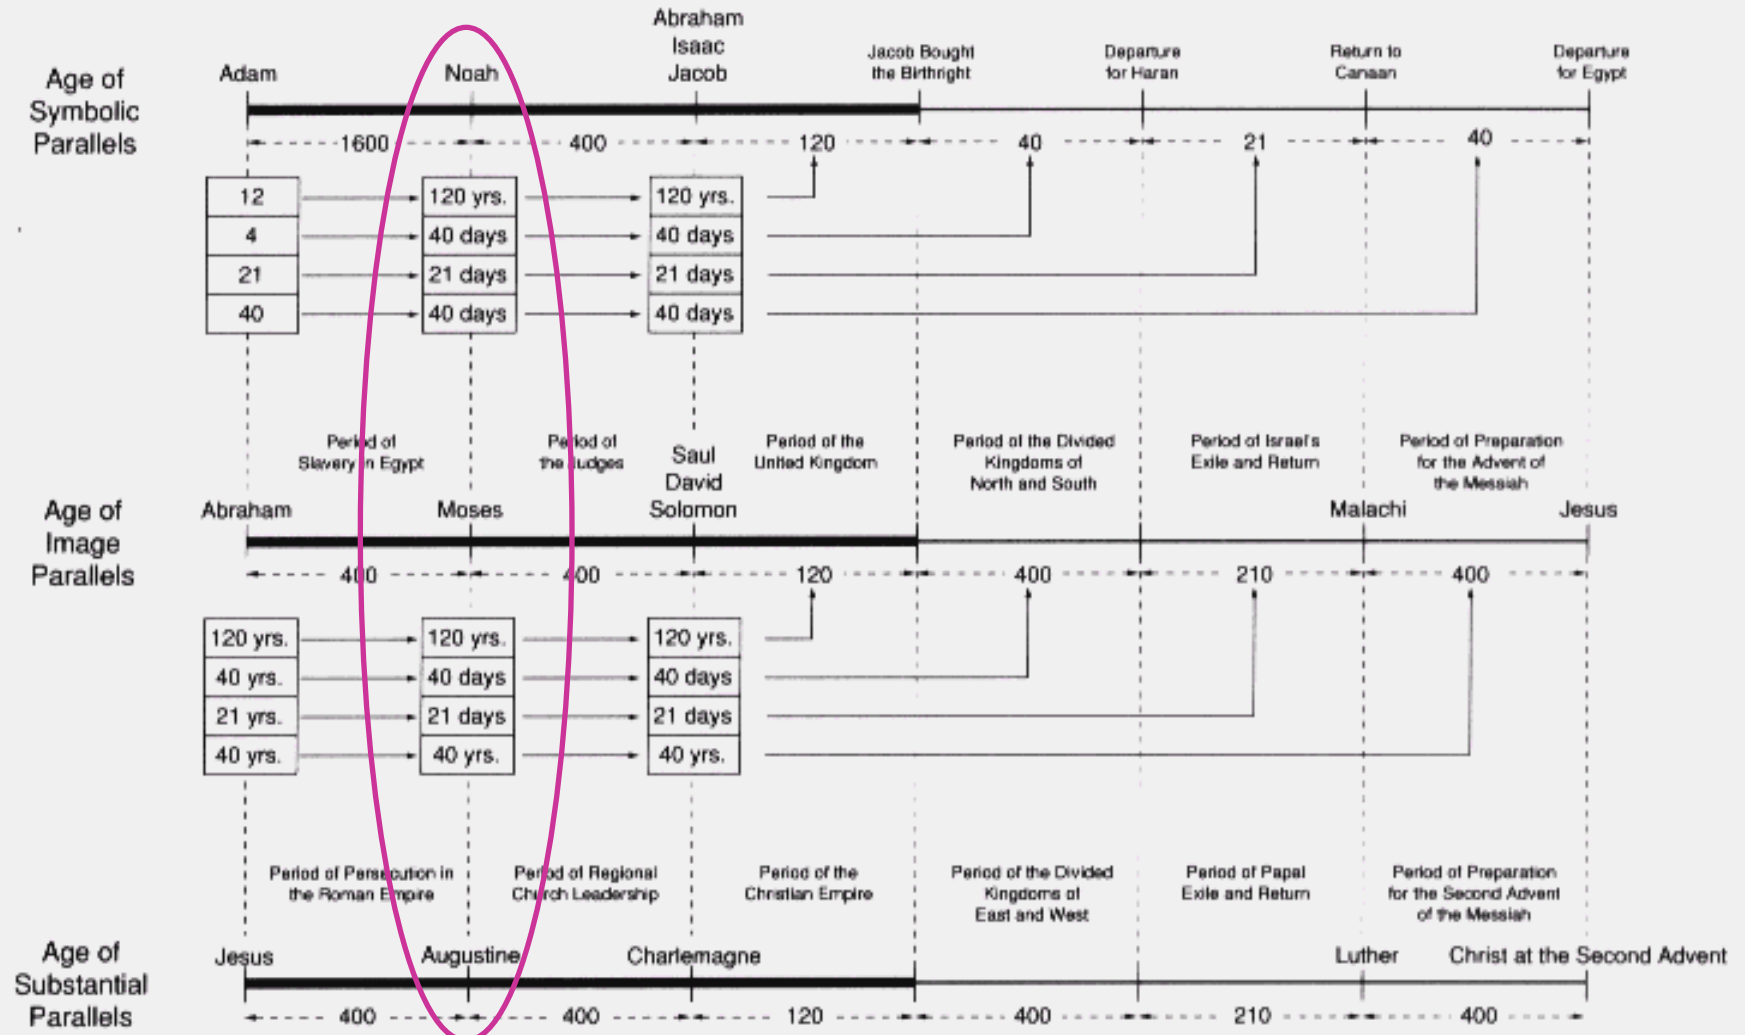 Age of
Symbolic
Parallels
Adam
Noah
Abraham
Isaac
Jacob
Jacob Bought
the Birthright
Departure
for Haran
Return to
Canaan
Departure
for Egypt
1600
400
120
40
21
40
12
120 yrs.
120 yrs.
4
40 days
40 days
21
21 days
21 days
40
40 days
40 days
Age of
Image
Parallels
Period of
Slavery in Egypt
Period of
the Judges
Period of the
United Kingdom
Period of the Divided
Kingdoms of
North and South
Period of Israel's
Exile and Return
Period of Preparation
for the Advent of
the Messiah
Abraham
Moses
Saul
David
Solomon
Malachi
Jesus
400
400
120
400
210
400
120 yrs.
120 yrs.
120 yrs.
40 yrs.
40 days
40 days
21 yrs.
21 days
21 days
40 yrs.
40 yrs.
40 yrs.
Age of
Substantial
Parallels
Period of Persecution in
the Roman Empire
Period of Regional
Church Leadership
Period of the
Christian Empire
Period of the Divided
Kingdoms of
East and West
Period of Papal
Exile and Return
Period of Preparation
for the Second Advent
of the Messiah
Jesus
Augustine
Charlemagne
Luther
Christ at the Second Advent
400
400
120
400
210
400